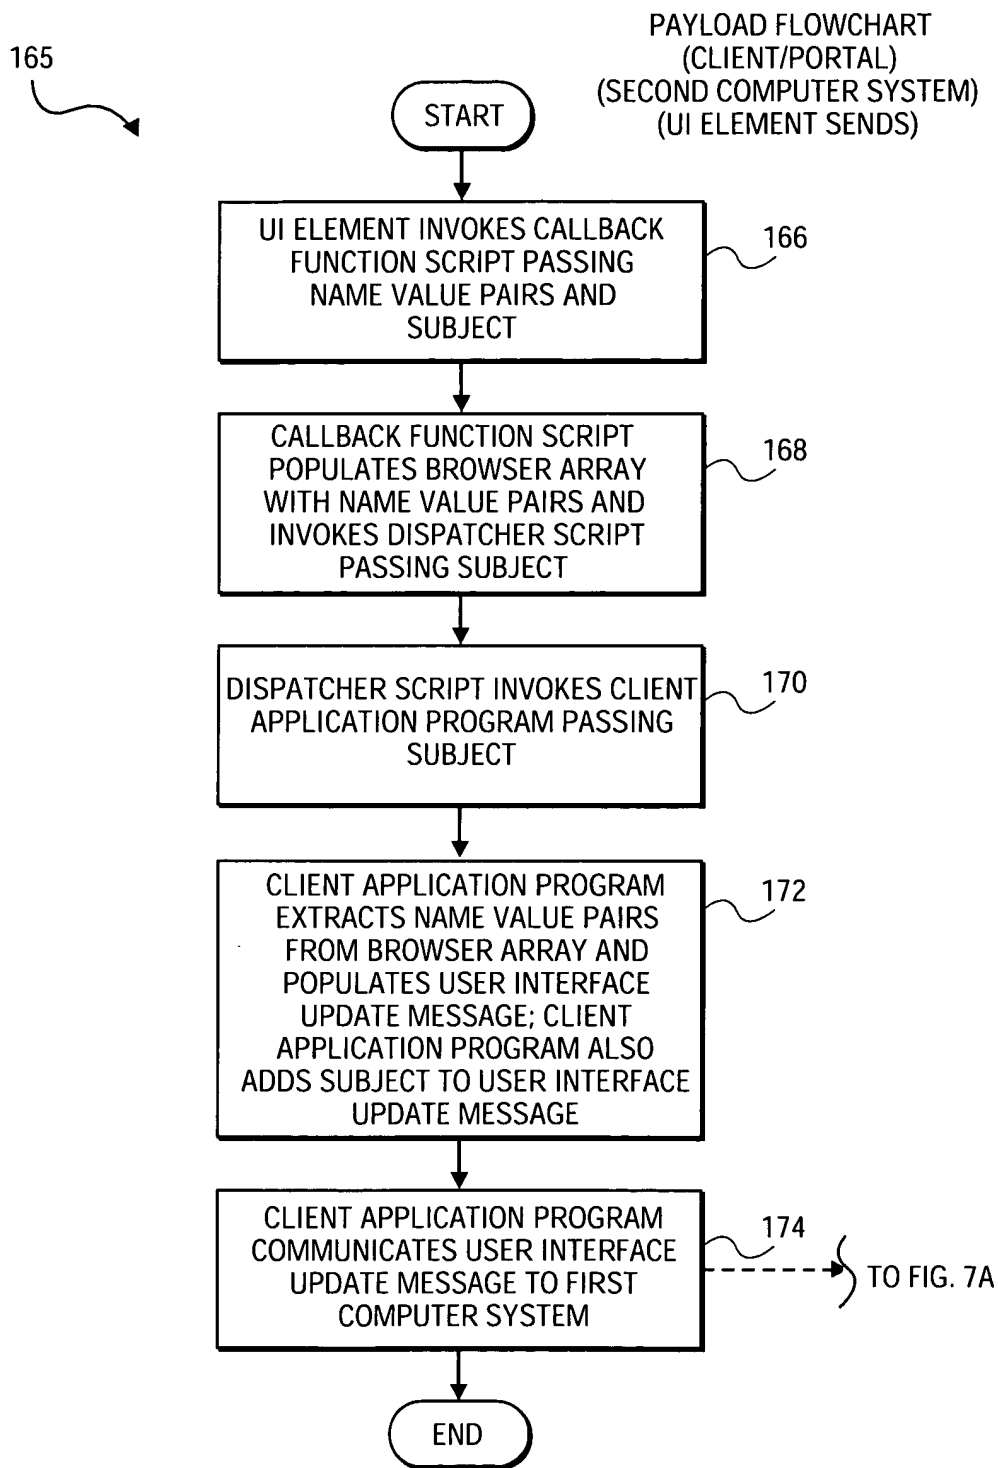 PAYLOAD FLOWCHART
(CLIENT/PORTAL)
(SECOND COMPUTER SYSTEM)
(UI ELEMENT SENDS)
165
START
UI ELEMENT INVOKES CALLBACK
FUNCTION SCRIPT PASSING
NAME VALUE PAIRS AND
SUBJECT
166
CALLBACK FUNCTION SCRIPT
POPULATES BROWSER ARRAY
WITH NAME VALUE PAIRS AND
INVOKES DISPATCHER SCRIPT
PASSING SUBJECT
168
DISPATCHER SCRIPT INVOKES CLIENT
APPLICATION PROGRAM PASSING
SUBJECT
170
CLIENT APPLICATION PROGRAM
EXTRACTS NAME VALUE PAIRS
FROM BROWSER ARRAY AND
POPULATES USER INTERFACE
UPDATE MESSAGE; CLIENT
APPLICATION PROGRAM ALSO
ADDS SUBJECT TO USER INTERFACE
UPDATE MESSAGE
172
CLIENT APPLICATION PROGRAM
COMMUNICATES USER INTERFACE
UPDATE MESSAGE TO FIRST
COMPUTER SYSTEM
174
TO FIG. 7A
END